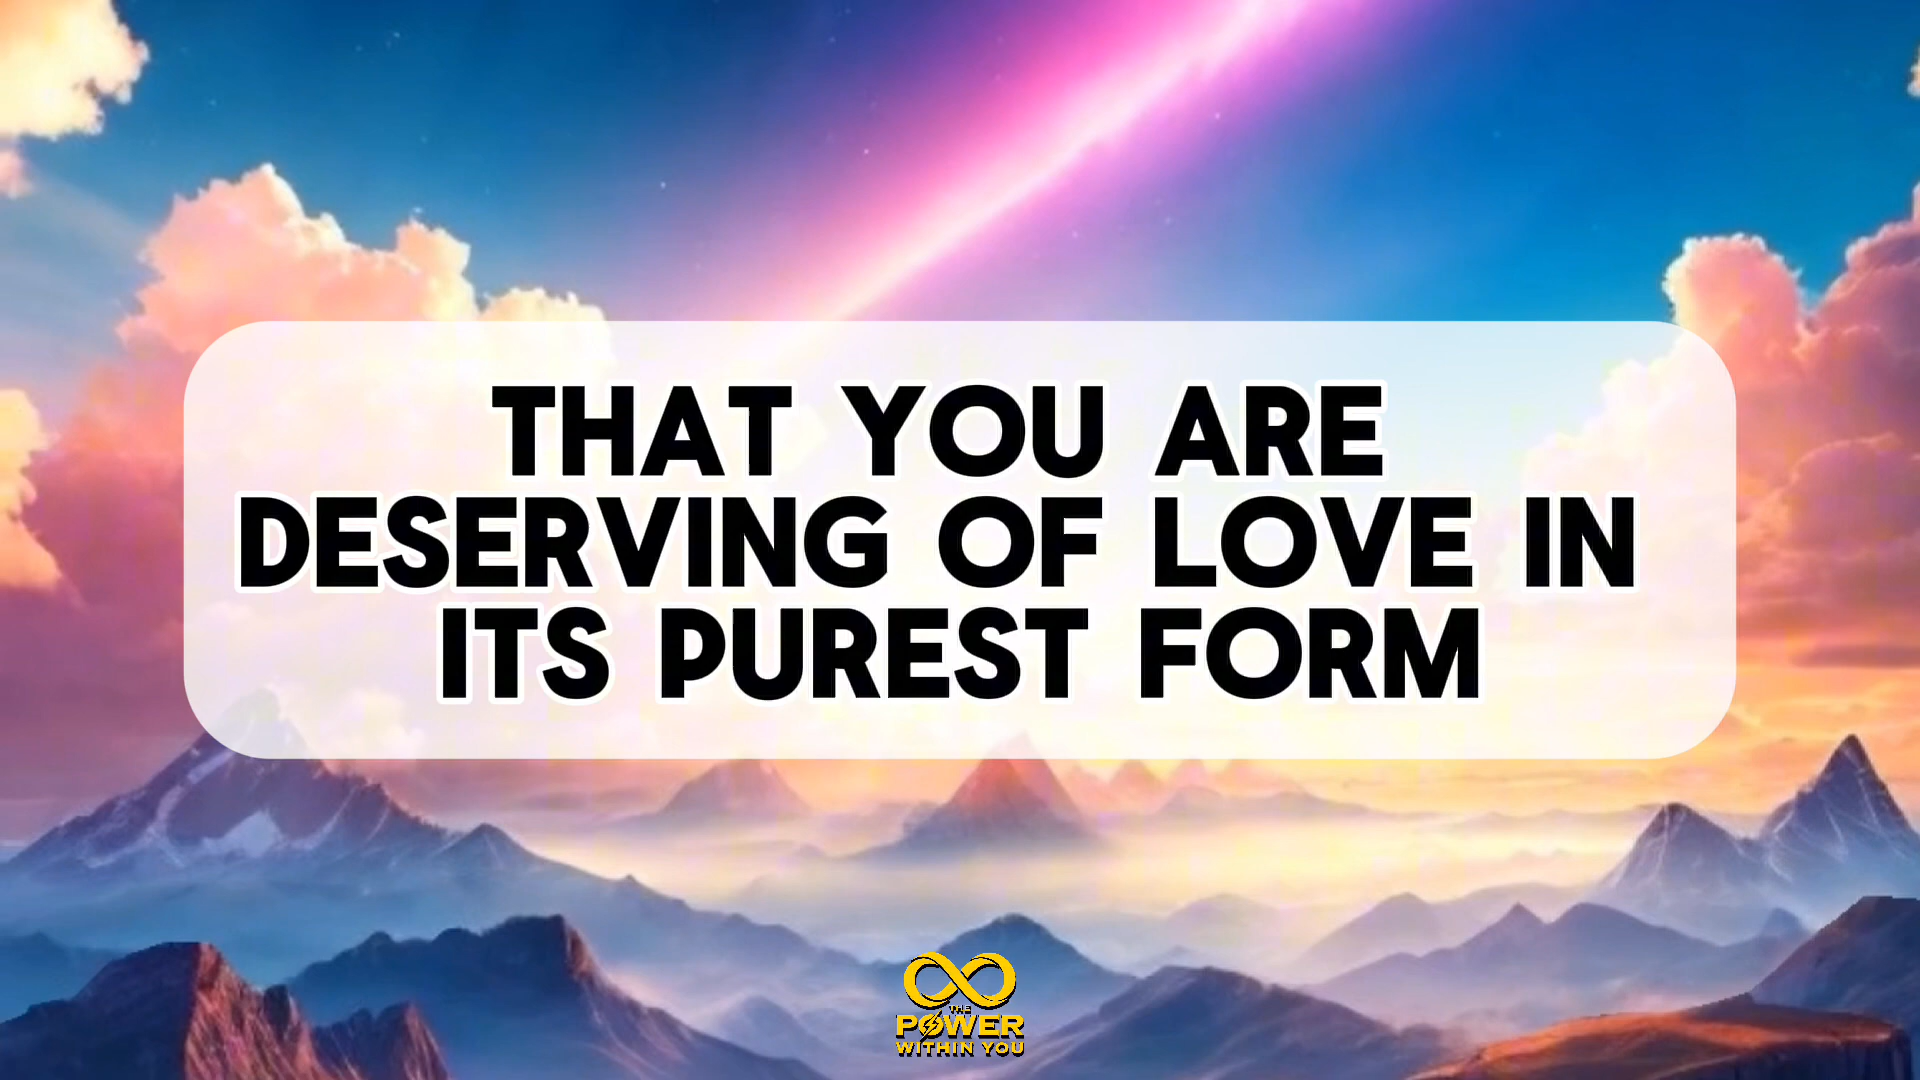 THAT YOU ARE
DESERVING OF LOVE IN
ITS PUREST FORM
THE
POWER
WITHIN YOU